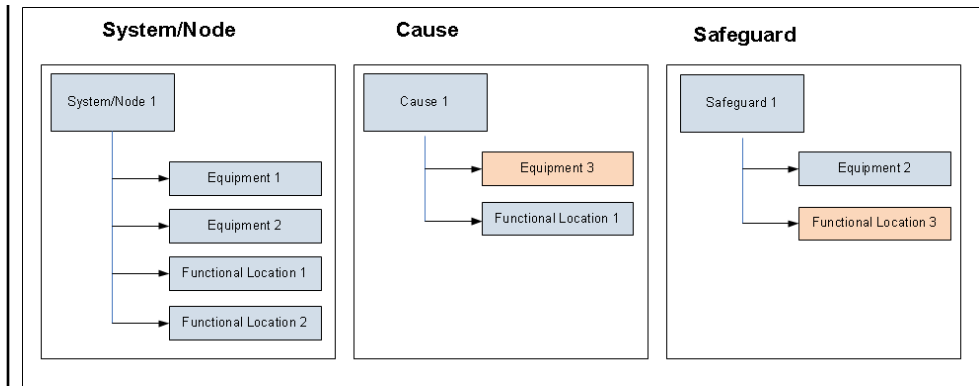 System/Node
Cause
Safeguard
System/Node 1
Equipment 1
Equipment 2
Functional Location 1
Functional Location 2
Cause 1
Equipment 3
Functional Location 1
Safeguard 1
Equipment 2
Functional Location 3